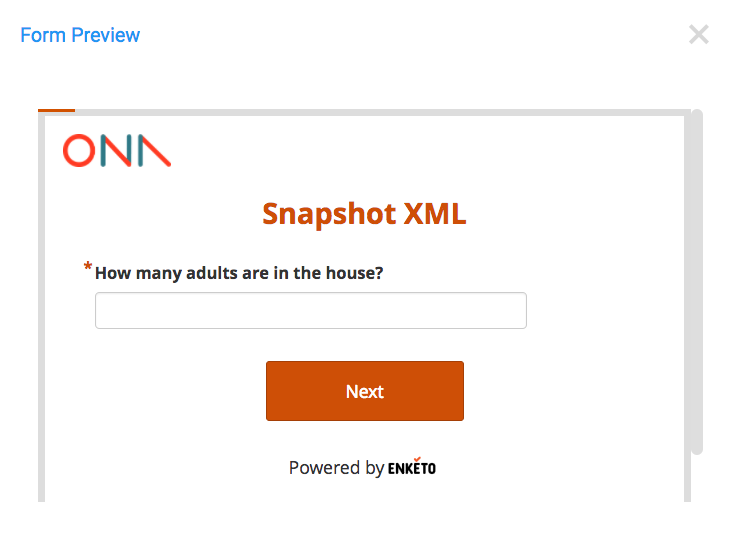 Form Preview
ONA
Snapshot XML
* How many adults are in the house?
Next
Powered by ENKETO